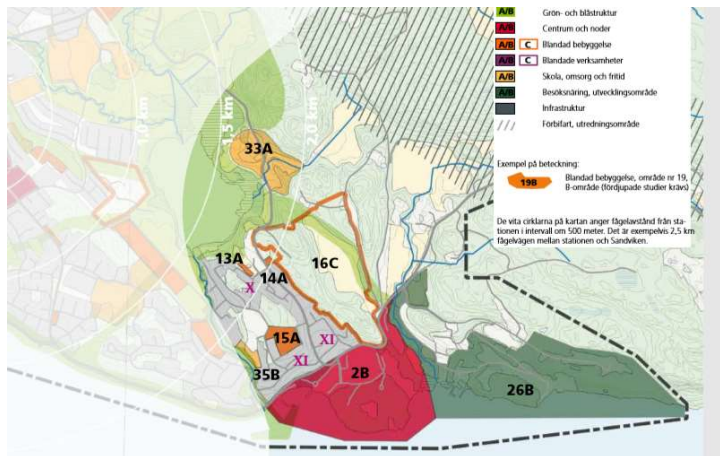 A/B Grön- och blåstruktur
A/B Centrum och noder
A/B C Blandad bebyggelse
A/B C Blandade verksamheter
A/B Skola, omsorg och fritid
A/B Besöksnäring, utvecklingsområde
Infrastruktur
Förbifart, utredningsområde
Exempel på beteckning:
19B Blandad bebyggelse, område nr 19,
B-område (fördjupade studier krävs)
De vita cirklarna på kartan anger fågelavstånd från sta-
tionen i intervall om 500 meter. Det är exempelvis 2,5 km
fågelvägen mellan stationen och Sandviken.
1,0 km
1,5 km
2,0 km
33A
13A
14A
16C
X
15A
XI
XI
35B
2B
26B